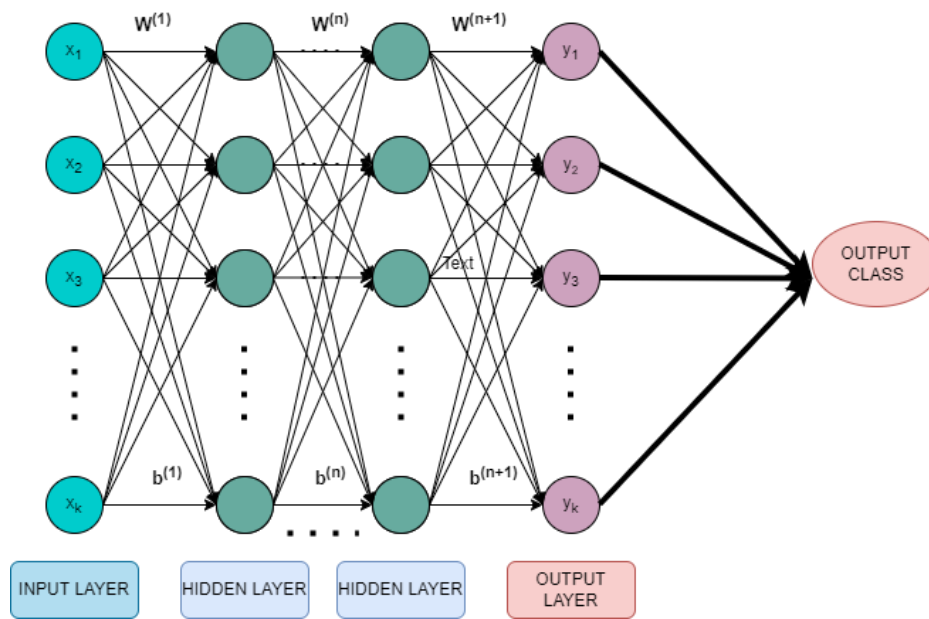 W(1) W(n) W(n+1)
x1 y1
x2 y2
OUTPUT
CLASS
Text
x3 y3
b(1) b(n) b(n+1)
xk yk
INPUT LAYER
HIDDEN LAYER
HIDDEN LAYER
OUTPUT
LAYER